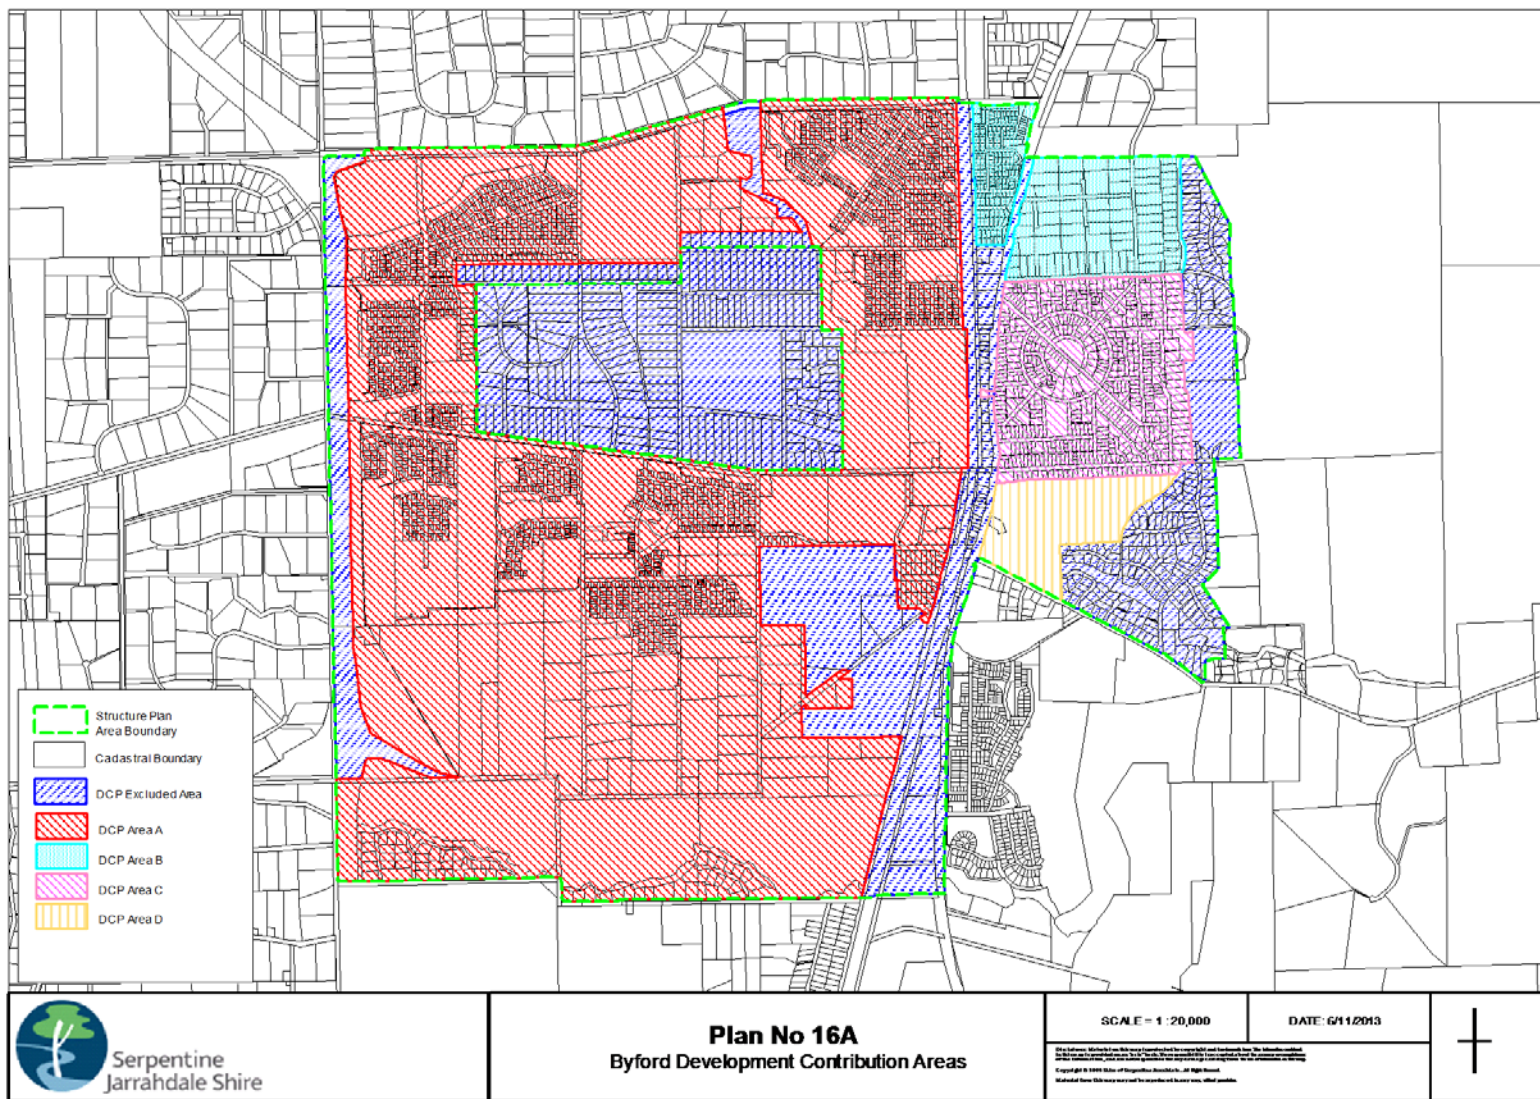 Structure Plan
Area Boundary
Cadastral Boundary
DCP Excluded Area
DCP Area A
DCP Area B
DCP Area C
DCP Area D
Serpentine
Jarrahdale Shire
Plan No 16A
Byford Development Contribution Areas
SCALE = 1 : 20,000
DATE: 6/11/2013